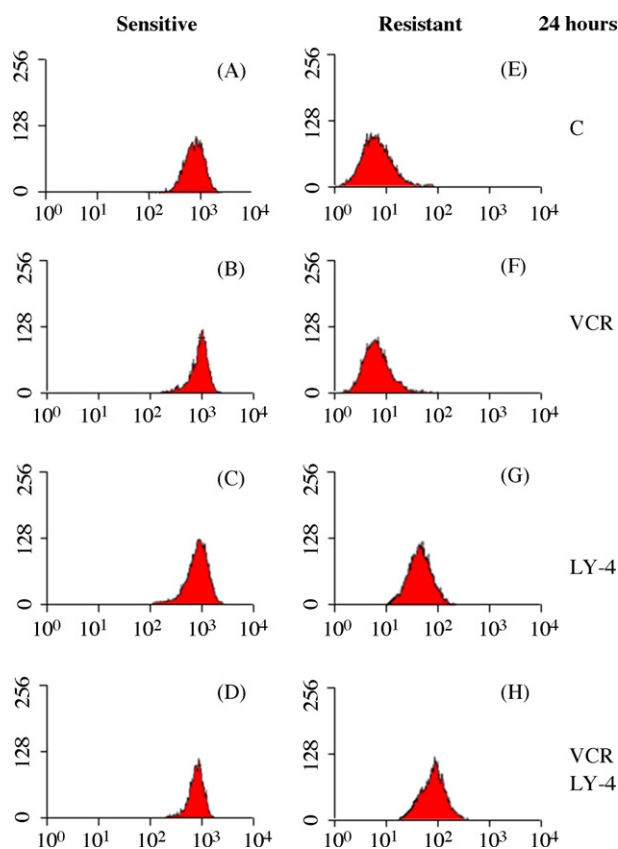 Sensitive Resistant 24 hours
256 128 0 (A) 10⁰ 10¹ 10² 10³ 10⁴
256 128 0 (E) 10⁰ 10¹ 10² 10³ 10⁴
C
256 128 0 (B) 10⁰ 10¹ 10² 10³ 10⁴
256 128 0 (F) 10⁰ 10¹ 10² 10³ 10⁴
VCR
256 128 0 (C) 10⁰ 10¹ 10² 10³ 10⁴
256 128 0 (G) 10⁰ 10¹ 10² 10³ 10⁴
LY-4
256 128 0 (D) 10⁰ 10¹ 10² 10³ 10⁴
256 128 0 (H) 10⁰ 10¹ 10² 10³ 10⁴
VCR
LY-4